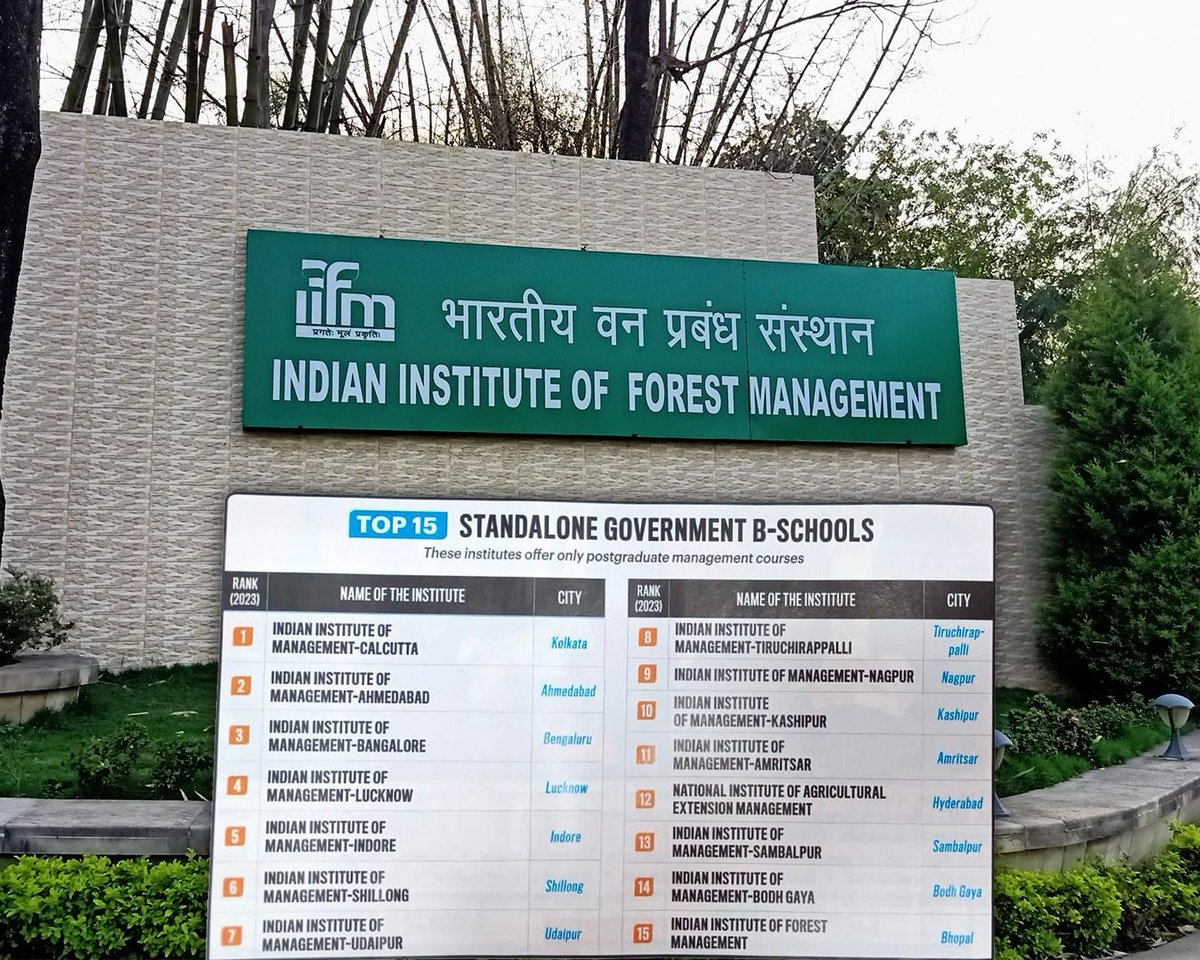 iifm
प्रगतेः मूलं प्रकृतिः
भारतीय वन प्रबंध संस्थान
INDIAN INSTITUTE OF FOREST MANAGEMENT
TOP 15 STANDALONE GOVERNMENT B-SCHOOLS
These institutes offer only postgraduate management courses
RANK (2023) NAME OF THE INSTITUTE CITY
1 INDIAN INSTITUTE OF
MANAGEMENT-CALCUTTA Kolkata
2 INDIAN INSTITUTE OF
MANAGEMENT-AHMEDABAD Ahmedabad
3 INDIAN INSTITUTE OF
MANAGEMENT-BANGALORE Bengaluru
4 INDIAN INSTITUTE OF
MANAGEMENT-LUCKNOW Lucknow
5 INDIAN INSTITUTE OF
MANAGEMENT-INDORE Indore
6 INDIAN INSTITUTE OF
MANAGEMENT-SHILLONG Shillong
7 INDIAN INSTITUTE OF
MANAGEMENT-UDAIPUR Udaipur
RANK (2023) NAME OF THE INSTITUTE CITY
8 INDIAN INSTITUTE OF
MANAGEMENT-TIRUCHIRAPPALLI Tiruchirap-
palli
9 INDIAN INSTITUTE OF MANAGEMENT-NAGPUR Nagpur
10 INDIAN INSTITUTE
OF MANAGEMENT-KASHIPUR Kashipur
11 INDIAN INSTITUTE OF
MANAGEMENT-AMRITSAR Amritsar
12 NATIONAL INSTITUTE OF AGRICULTURAL
EXTENSION MANAGEMENT Hyderabad
13 INDIAN INSTITUTE OF
MANAGEMENT-SAMBALPUR Sambalpur
14 INDIAN INSTITUTE OF
MANAGEMENT-BODH GAYA Bodh Gaya
15 INDIAN INSTITUTE OF FOREST
MANAGEMENT Bhopal